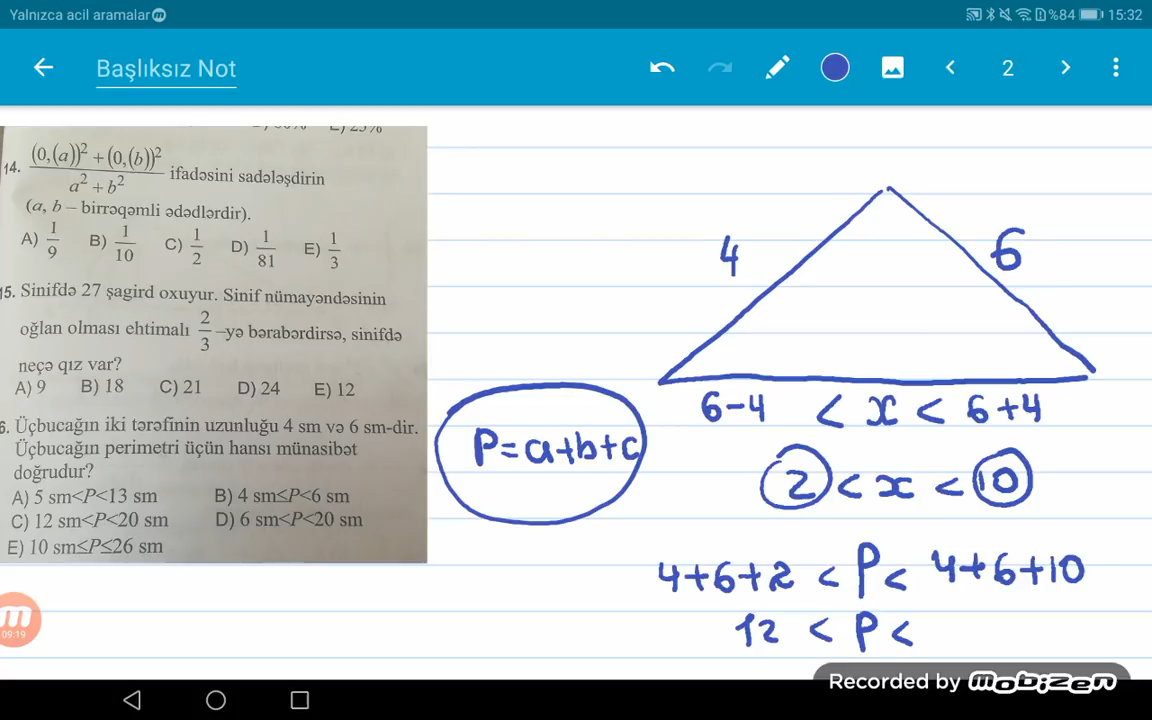 Yalnızca acil aramalar m
%84 15:32
Başlıksız Not
2
14. (0,(a))² + (0,(b))² / a² + b² ifadəsini sadələşdirin
(a, b – birrəqəmli ədədlərdir).
A) 1/9 B) 1/10 C) 1/2 D) 1/81 E) 1/3
15. Sinifdə 27 şagird oxuyur. Sinif nümayəndəsinin
oğlan olması ehtimalı 2/3 –yə bərabərdirsə, sinifdə
neçə qız var?
A) 9 B) 18 C) 21 D) 24 E) 12
6. Üçbucağın iki tərəfinin uzunluğu 4 sm və 6 sm-dir.
Üçbucağın perimetri üçün hansı münasibət
doğrudur?
A) 5 sm<P<13 sm B) 4 sm<P<6 sm
C) 12 sm<P<20 sm D) 6 sm<P<20 sm
E) 10 sm≤P≤26 sm
4 6
6-4 < x < 6+4
P=a+b+c
2 < x < 10
4+6+2 < P < 4+6+10
12 < P <
09:19
Recorded by mobizen